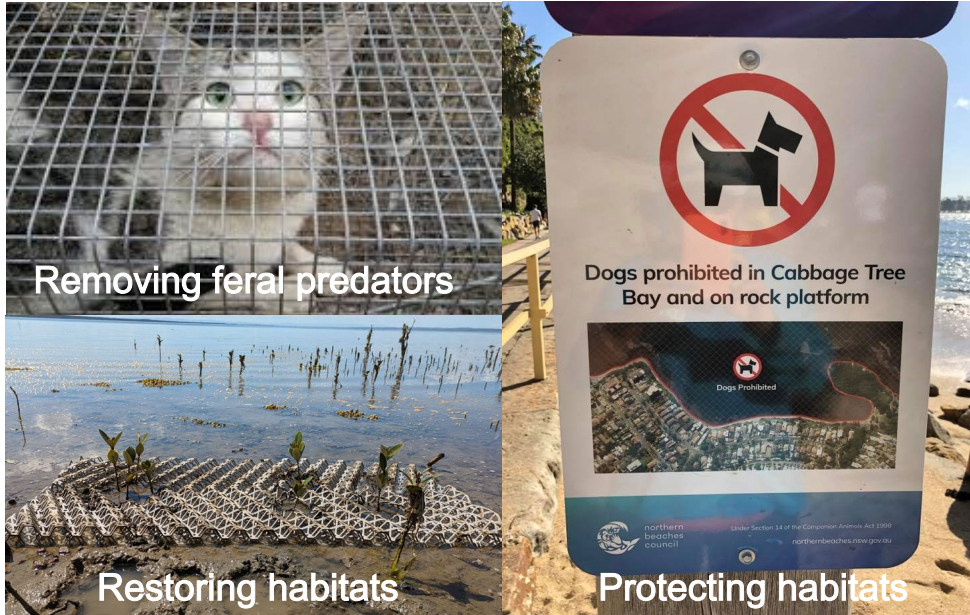 Removing feral predators
Restoring habitats
Dogs prohibited in Cabbage Tree
Bay and on rock platform
Dogs Prohibited
northern
beaches
council
Under Section 14 of the Companion Animals Act 1998
northernbeaches.nsw.gov.au
Protecting habitats